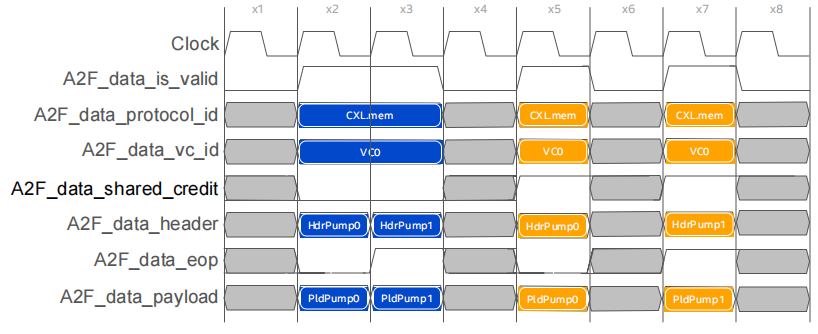 x1 x2 x3 x4 x5 x6 x7 x8
Clock
A2F_data_is_valid
A2F_data_protocol_id CXL.mem CXL.mem CXL.mem
A2F_data_vc_id VC0 VC0 VC0
A2F_data_shared_credit
A2F_data_header HdrPump0 HdrPump1 HdrPump0 HdrPump1
A2F_data_eop
A2F_data_payload PldPump0 PldPump1 PldPump0 PldPump1